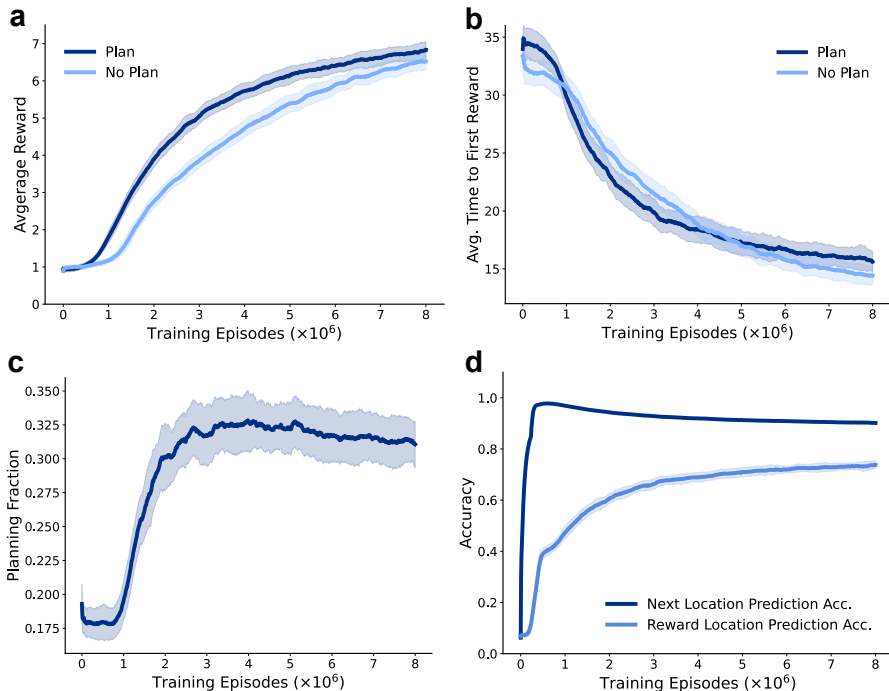 a
7
6
5
4
3
2
1
0
Avgerage Reward
Plan
No Plan
0 1 2 3 4 5 6 7 8
Training Episodes (×10⁶)
b
35
30
25
20
15
Avg. Time to First Reward
Plan
No Plan
0 1 2 3 4 5 6 7 8
Training Episodes (×10⁶)
c
0.350
0.325
0.300
0.275
0.250
0.225
0.200
0.175
Planning Fraction
0 1 2 3 4 5 6 7 8
Training Episodes (×10⁶)
d
1.0
0.8
0.6
0.4
0.2
0.0
Accuracy
Next Location Prediction Acc.
Reward Location Prediction Acc.
0 1 2 3 4 5 6 7 8
Training Episodes (×10⁶)